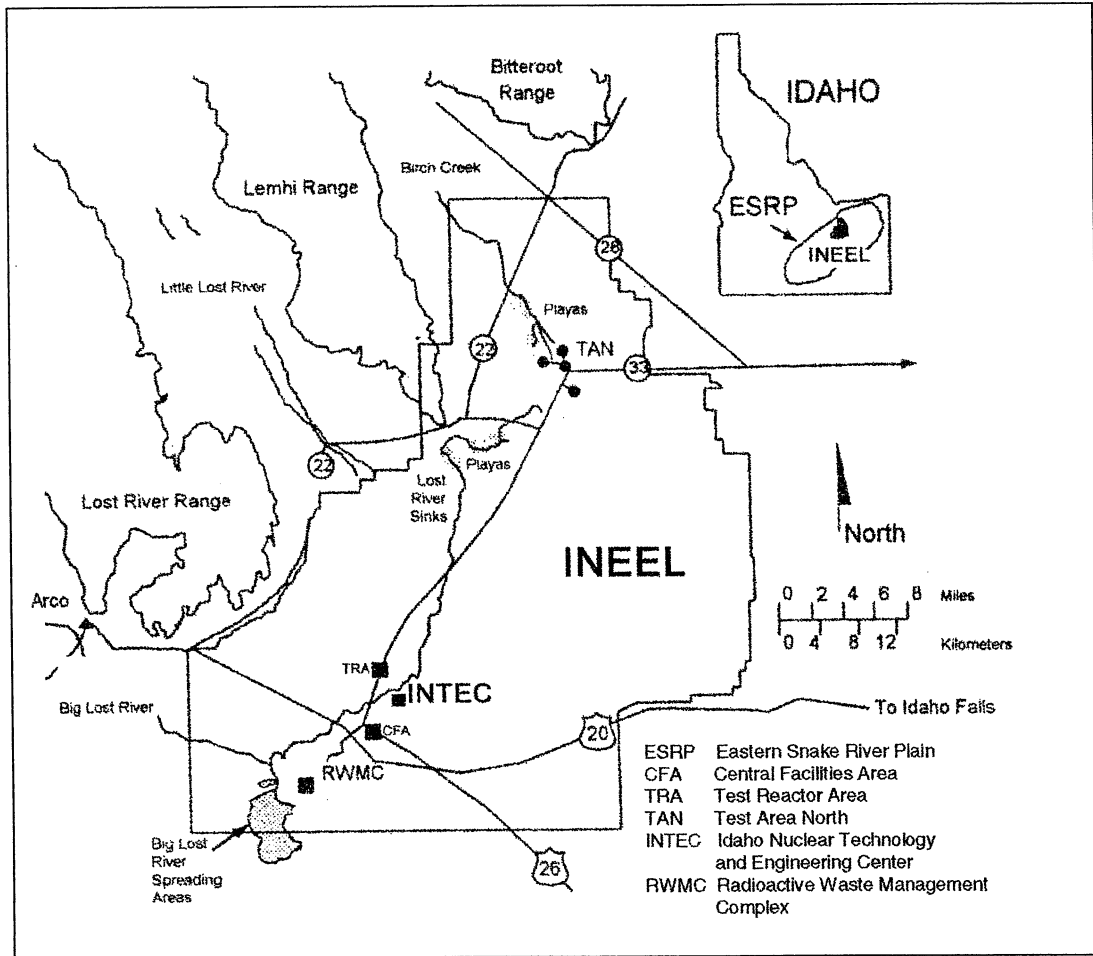 Bitteroot
Range
IDAHO
Birch Creek
Lemhi Range
ESRP
INEEL
28
Little Lost River
Playas
22
TAN
33
22
Playas
Lost
River
Sinks
Lost River Range
North
INEEL
Arco
0 2 4 6 8 Miles
0 4 8 12 Kilometers
TRA
INTEC
Big Lost River
To Idaho Falls
20
CFA
RWMC
ESRP Eastern Snake River Plain
CFA Central Facilities Area
TRA Test Reactor Area
TAN Test Area North
INTEC Idaho Nuclear Technology
and Engineering Center
RWMC Radioactive Waste Management
Complex
Big Lost
River
Spreading
Areas
26